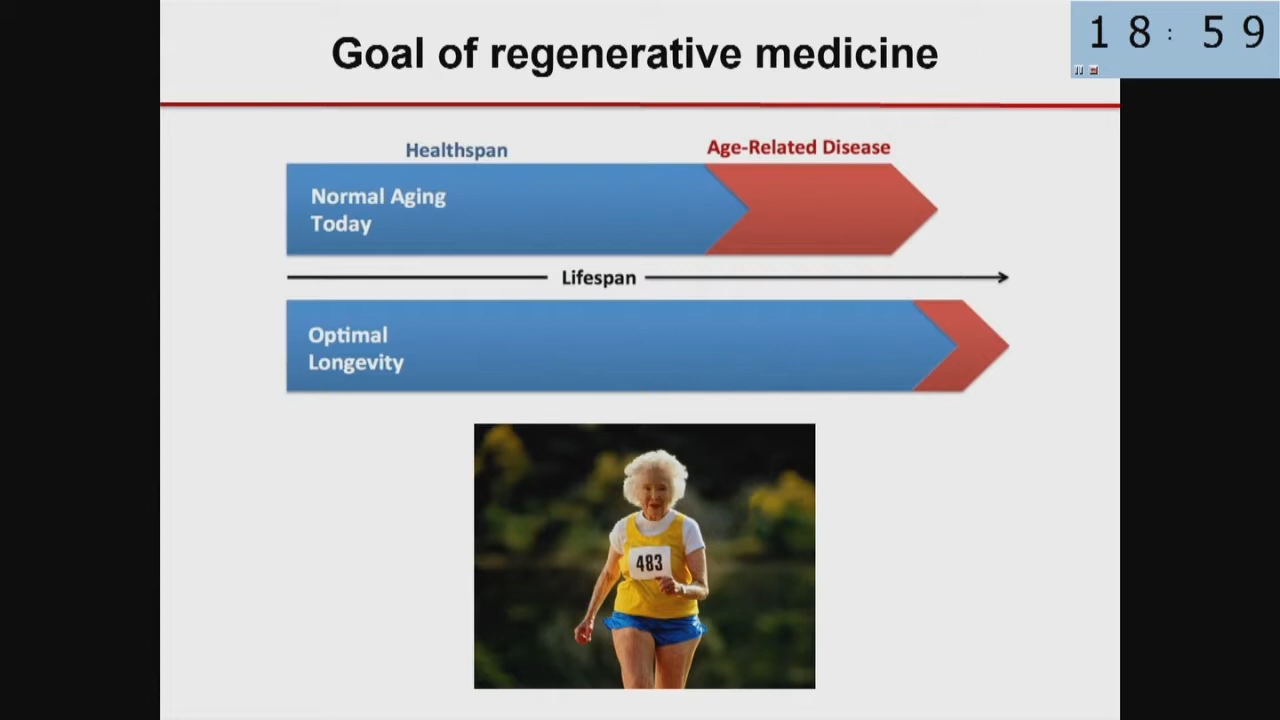 Goal of regenerative medicine
18:59
Healthspan
Age-Related Disease
Normal Aging
Today
Lifespan
Optimal
Longevity
483